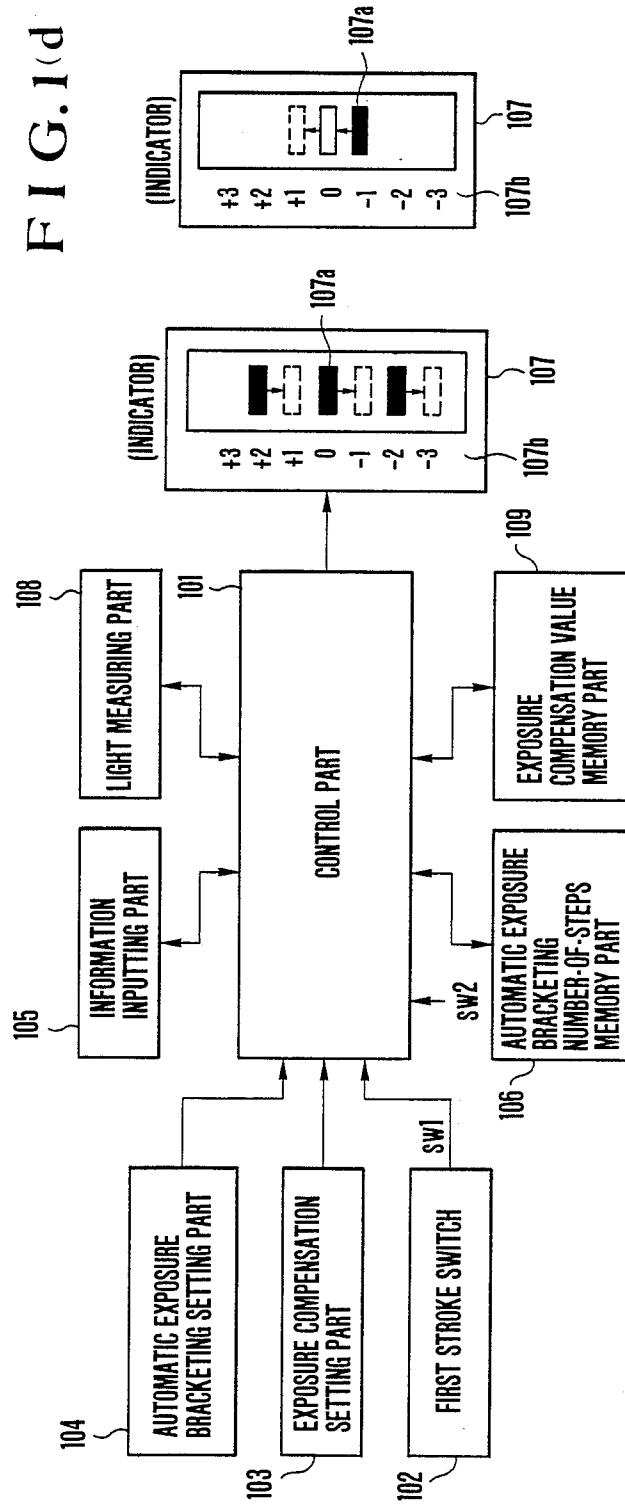 FIG. 1(d
104
AUTOMATIC EXPOSURE
BRACKETING SETTING PART
103
EXPOSURE COMPENSATION
SETTING PART
102
FIRST STROKE SWITCH
SW1
SW2
105
INFORMATION
INPUTTING PART
108
LIGHT MEASURING PART
101
CONTROL PART
106
AUTOMATIC EXPOSURE
BRACKETING
NUMBER-OF-STEPS
MEMORY PART
109
EXPOSURE
COMPENSATION VALUE
MEMORY PART
(INDICATOR)
+3
+2
+1
0
-1
-2
-3
107a
107b
107
(INDICATOR)
+3
+2
+1
0
-1
-2
-3
107a
107b
107